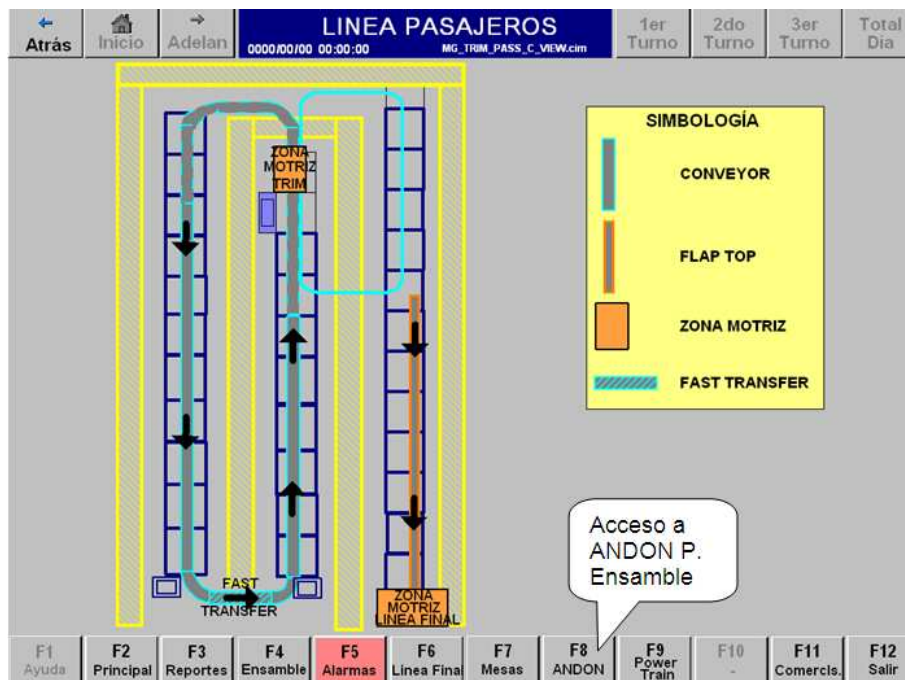 Atrás
Inicio
Adelan
LINEA PASAJEROS
0000/00/00 00:00:00
MG_TRIM_PASS_C_VIEW.cim
1er
Turno
2do
Turno
3er
Turno
Total
Día
ZONA
MOTRIZ
TRIM
SIMBOLOGÍA
CONVEYOR
FLAP TOP
ZONA MOTRIZ
FAST TRANSFER
Acceso a
ANDON P.
Ensamble
FAST
TRANSFER
ZONA
MOTRIZ
LINEA FINAL
F1
Ayuda
F2
Principal
F3
Reportes
F4
Ensamble
F5
Alarmas
F6
Linea Final
F7
Mesas
F8
ANDON
F9
Power
Train
F10
-
F11
Comercls.
F12
Salir